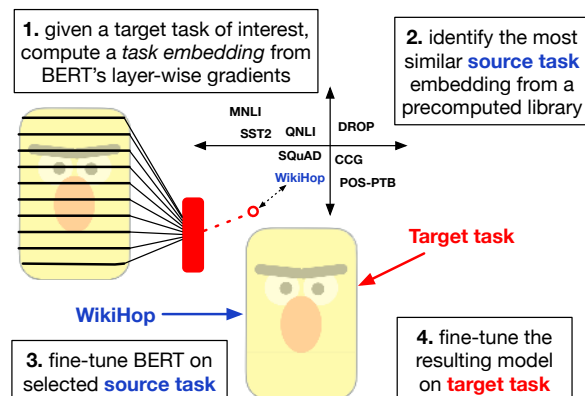 1. given a target task of interest,
compute a task embedding from
BERT's layer-wise gradients
2. identify the most
similar source task
embedding from a
precomputed library
MNLI
SST2 QNLI DROP
SQuAD CCG
WikiHop POS-PTB
Target task
WikiHop
3. fine-tune BERT on
selected source task
4. fine-tune the
resulting model
on target task